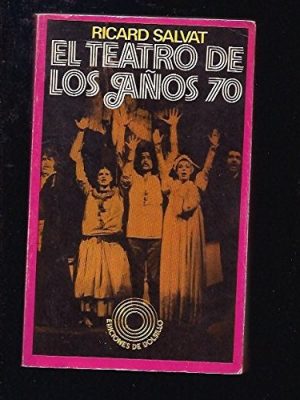 RICARD SALVAT
EL TEATRO DE
LOS AÑOS 70
EDICIONES DE BOLSILLO